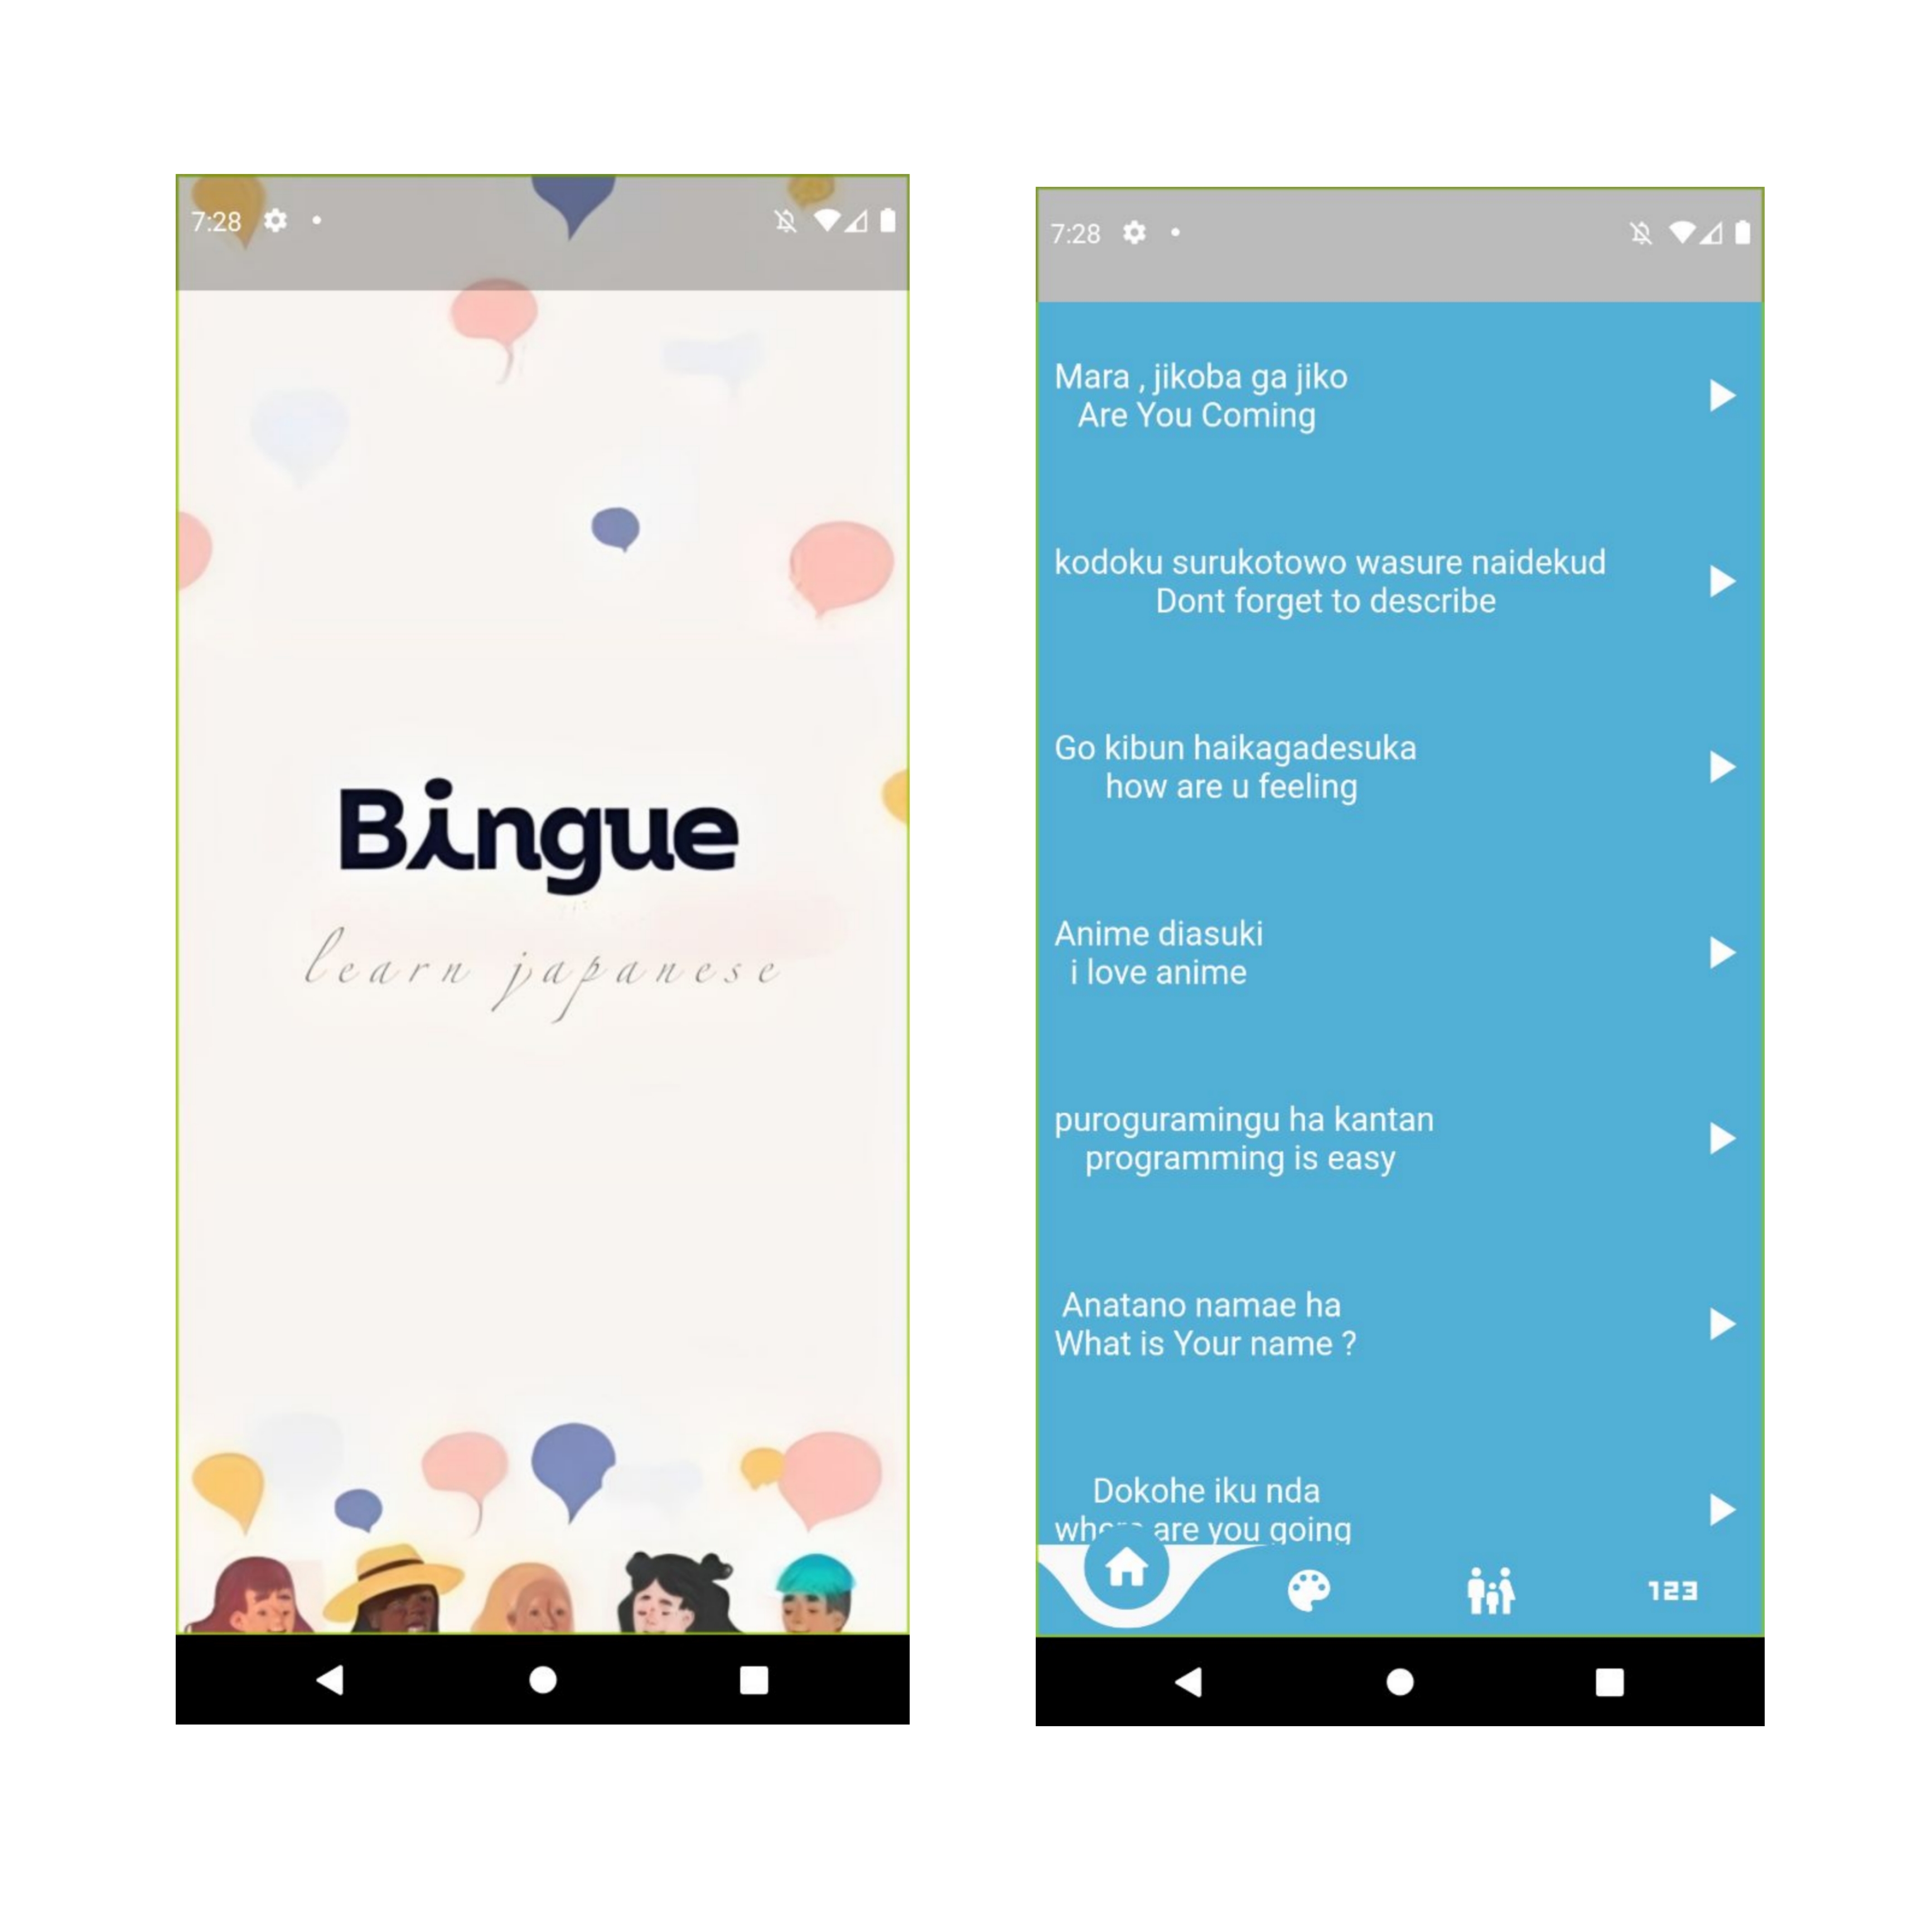 7:28
Bingue
learn japanese
7:28
Mara , jikoba ga jiko
Are You Coming
kodoku surukotowo wasure naidekud
Dont forget to describe
Go kibun haikagadesuka
how are u feeling
Anime diasuki
i love anime
puroguramingu ha kantan
programming is easy
Anatano namae ha
What is Your name ?
Dokohe iku nda
where are you going
123